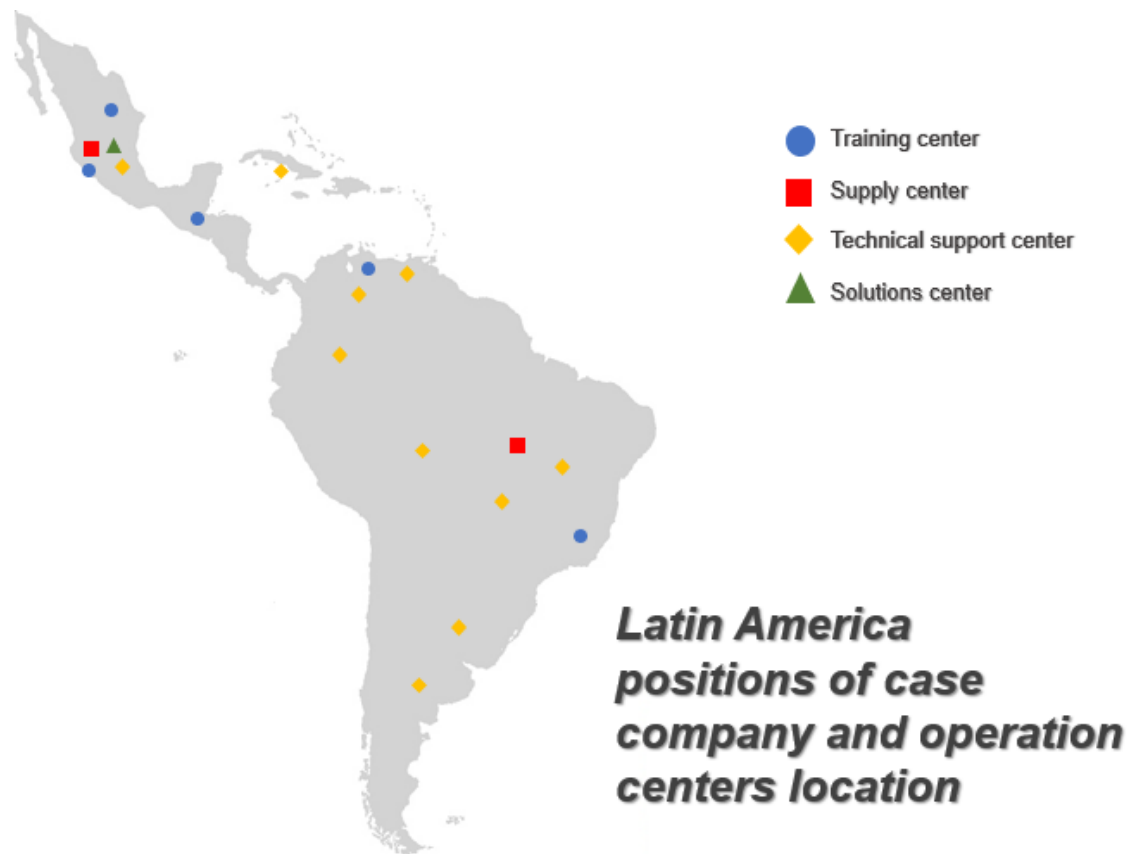 Training center
Supply center
Technical support center
Solutions center
Latin America
positions of case
company and operation
centers location